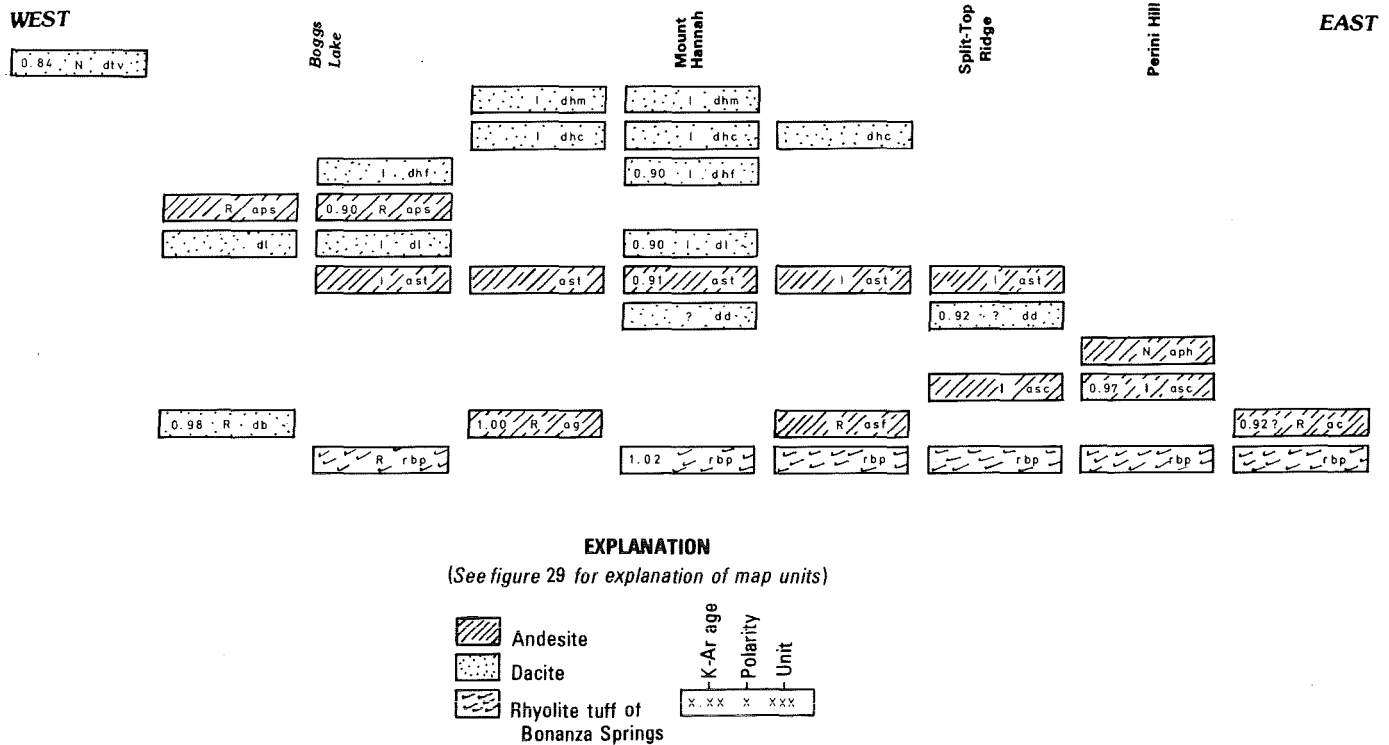 WEST
EAST
Boggs
Lake
Mount
Hannah
Split-Top
Ridge
Perini Hill
0.84 N dtv
I dhm
I dhm
I dhc
I dhc
dhc
I dhf
0.90 I dhf
R aps
0.90 R aps
dl
I dl
0.90 I dl
I ast
ast
0.91 ast
I ast
I ast
? dd
0.92 ? dd
N aph
I asc
0.97 I asc
0.98 R db
1.00 R ag
R asf
0.92? R ac
R rbp
1.02 rbp
rbp
rbp
rbp
rbp
EXPLANATION
(See figure 29 for explanation of map units)
Andesite
Dacite
Rhyolite tuff of
Bonanza Springs
K-Ar age
Polarity
Unit
x.xx x xxx